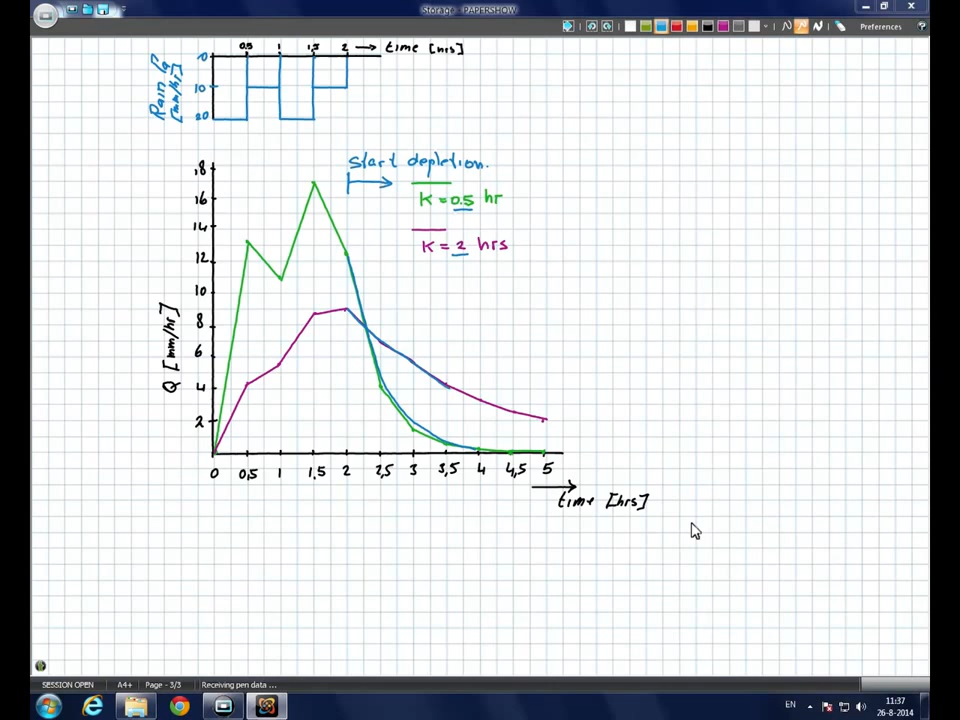 Storage - PAPERSHOW
Preferences
0,5 1 1,5 2 time [hrs]
0
10
20
Rain
[mm/hr]
Start depletion.
K = 0.5 hr
K = 2 hrs
18
16
14
12
10
8
6
4
2
Q [mm/hr]
0 0,5 1 1,5 2 2,5 3 3,5 4 4,5 5
time [hrs]
SESSION OPEN A4+ Page - 3/3 Receiving pen data ...
EN 11:37
26-8-2014